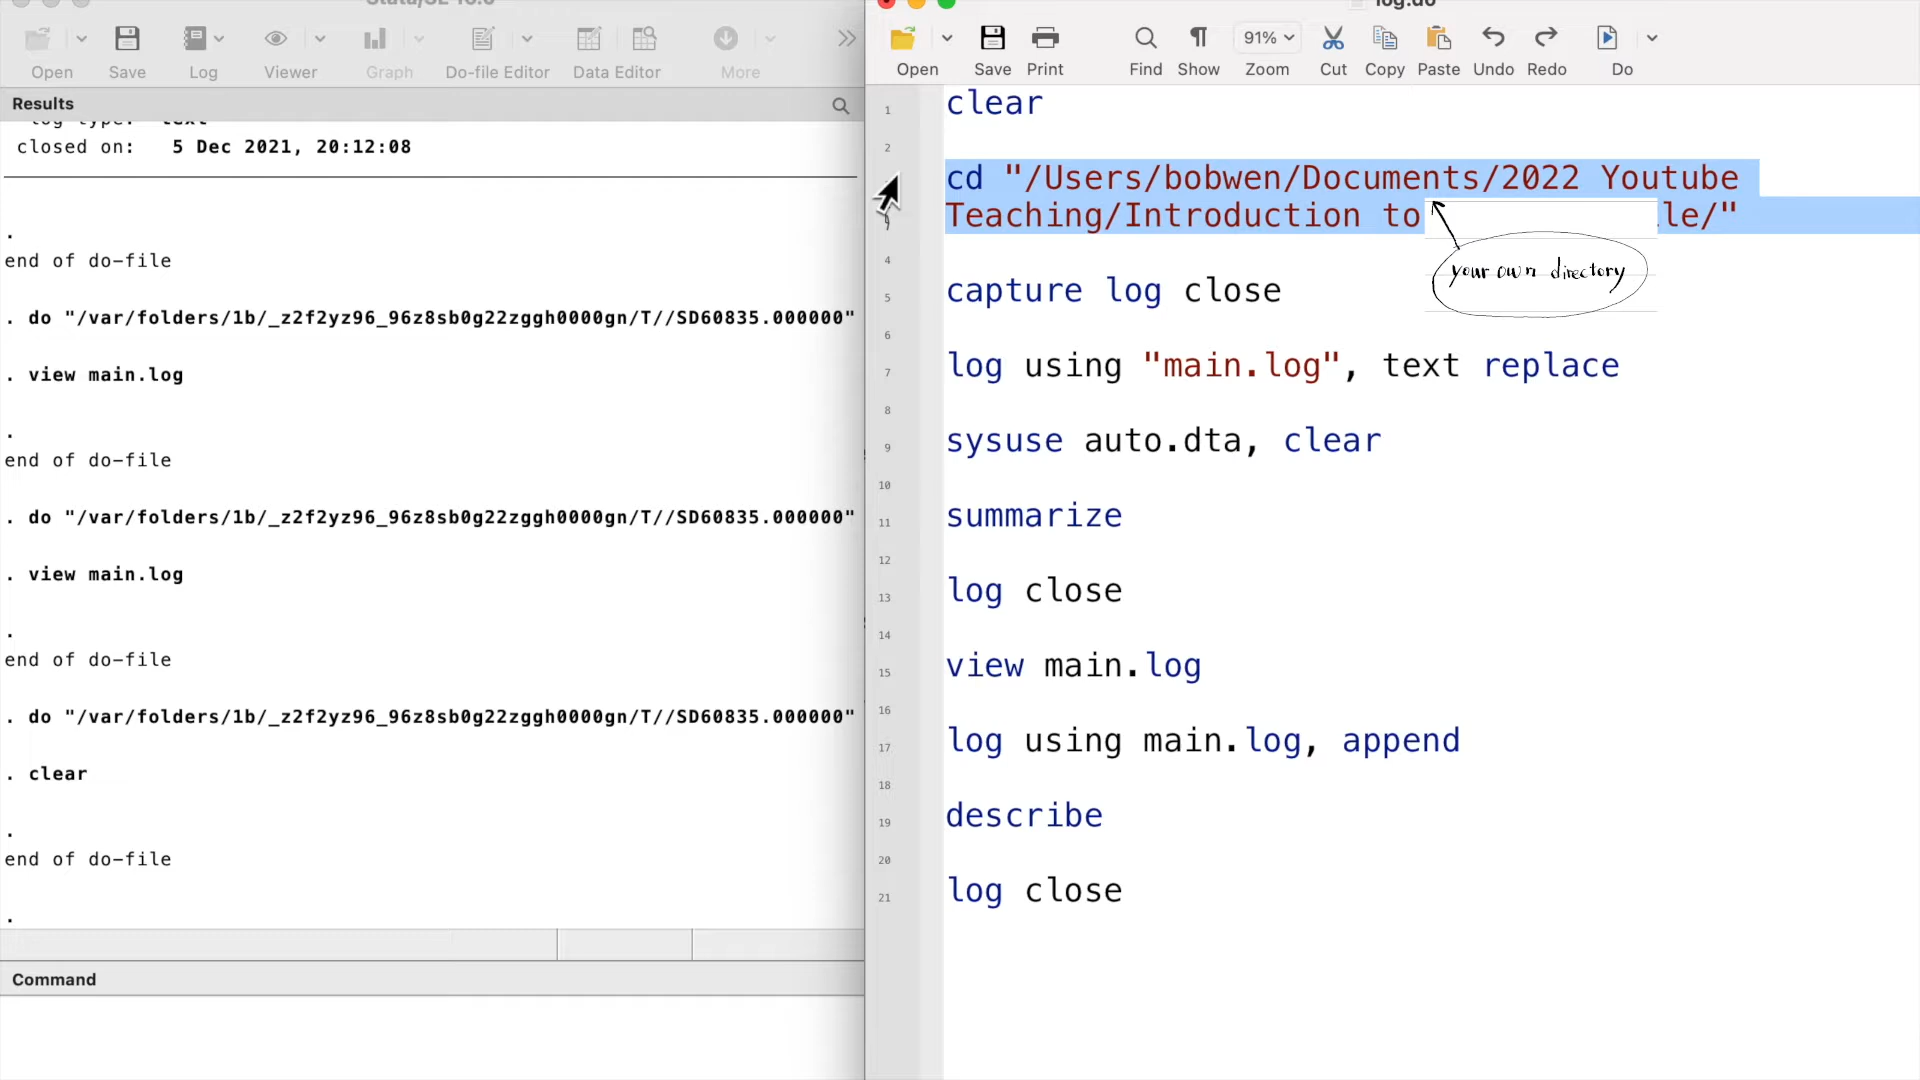 Open
Save
Log
Viewer
Graph
Do-file Editor
Data Editor
More
Results
closed on:   5 Dec 2021, 20:12:08
.
end of do-file
. do "/var/folders/1b/_z2f2yz96_96z8sb0g22zggh0000gn/T//SD60835.000000"
. view main.log
.
end of do-file
. do "/var/folders/1b/_z2f2yz96_96z8sb0g22zggh0000gn/T//SD60835.000000"
. view main.log
.
end of do-file
. do "/var/folders/1b/_z2f2yz96_96z8sb0g22zggh0000gn/T//SD60835.000000"
. clear
.
end of do-file
.
Command
log.do
91%
Open
Save
Print
Find
Show
Zoom
Cut
Copy
Paste
Undo
Redo
Do
1 clear
2
cd "/Users/bobwen/Documents/2022 Youtube
Teaching/Introduction to le/"
your own directory
4
5 capture log close
6
7 log using "main.log", text replace
8
9 sysuse auto.dta, clear
10
11 summarize
12
13 log close
14
15 view main.log
16
17 log using main.log, append
18
19 describe
20
21 log close